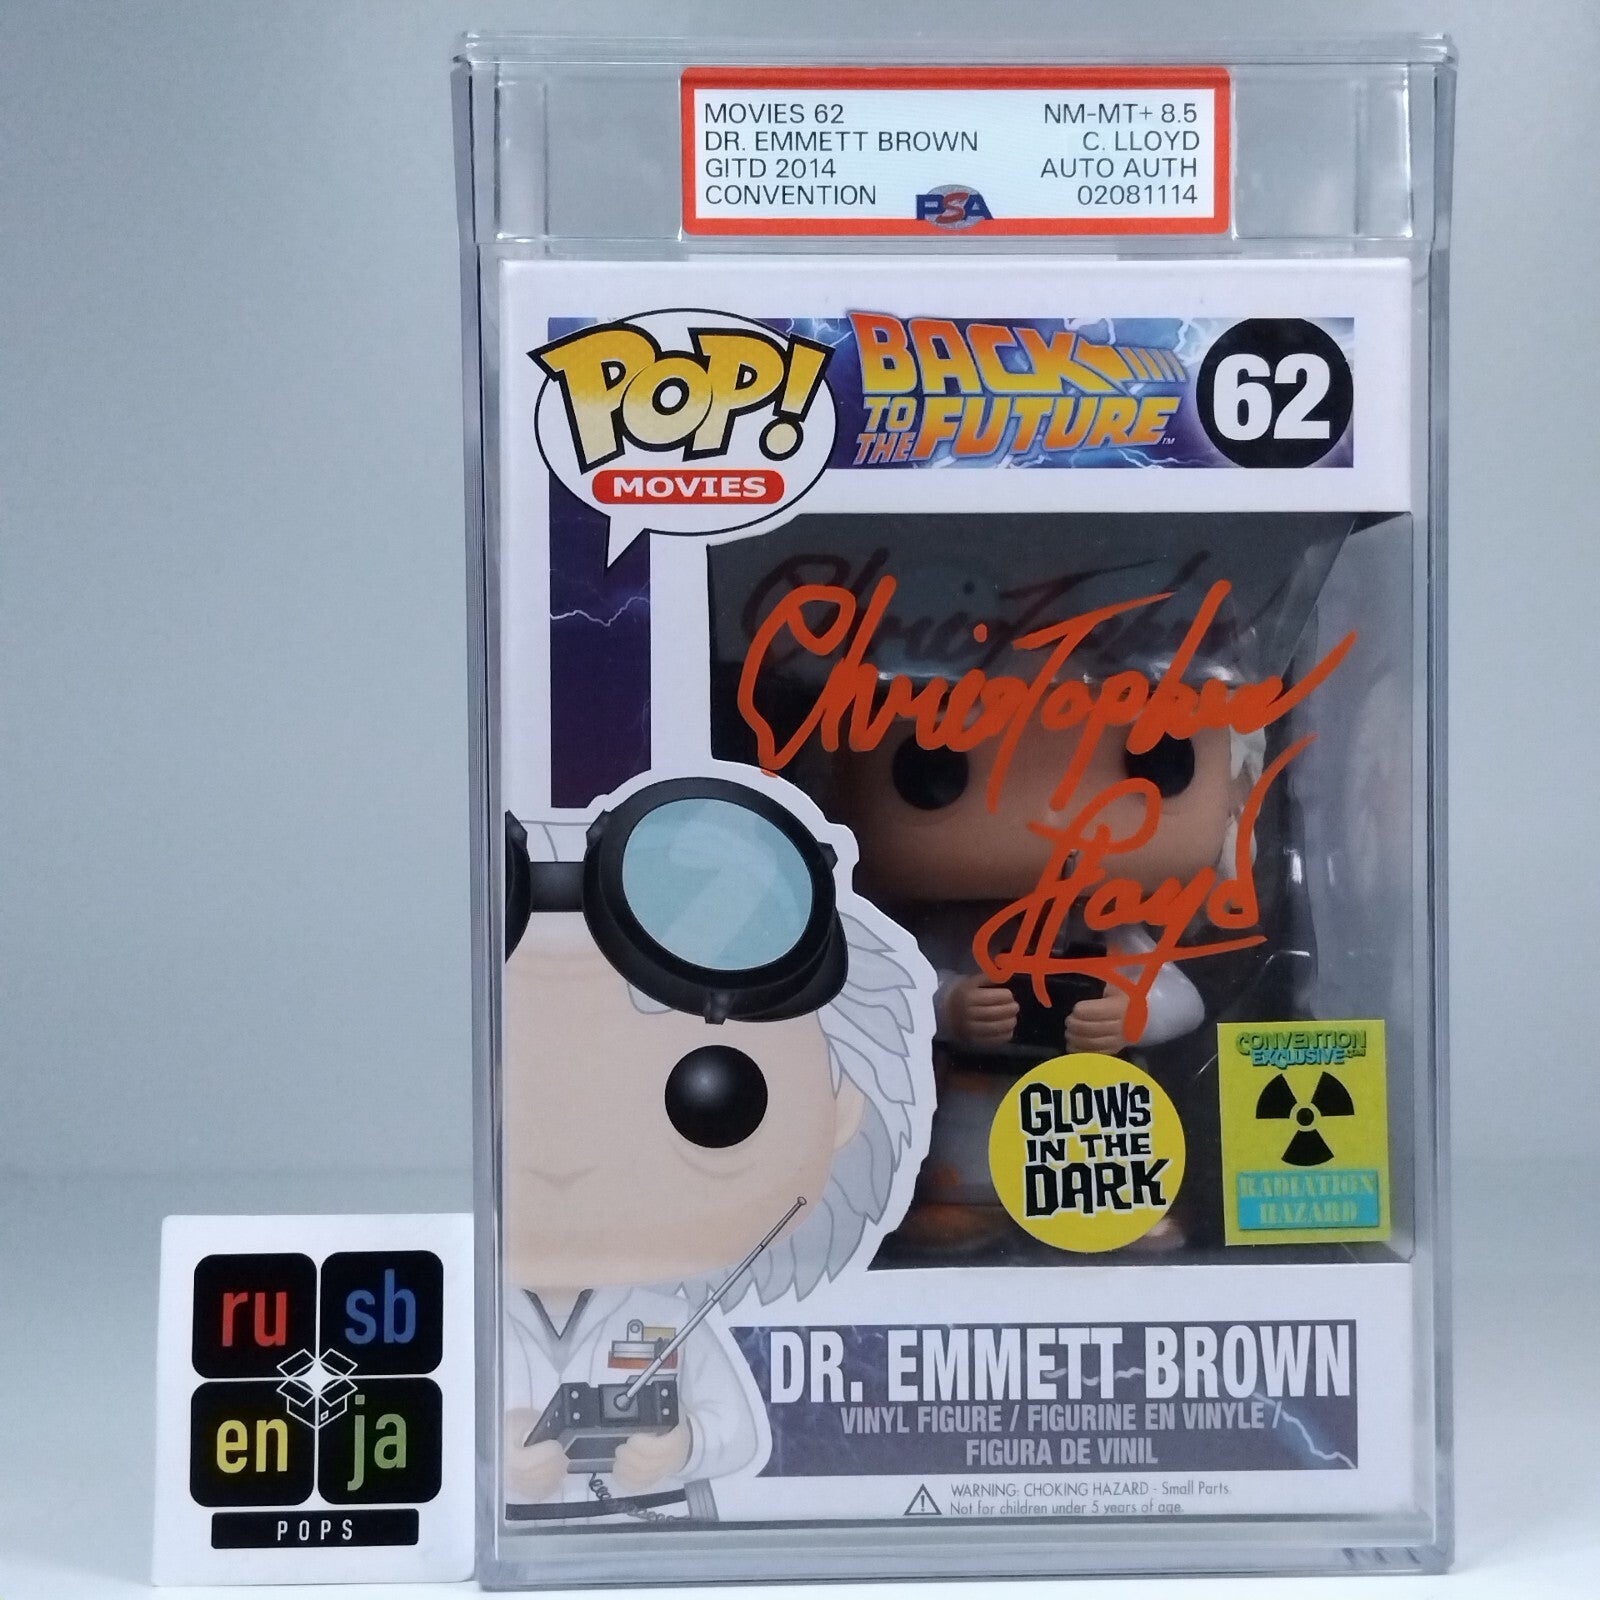 MOVIES 62 NM-MT+ 8.5
DR. EMMETT BROWN C. LLOYD
GITD 2014 AUTO AUTH
CONVENTION PSA 02081114
POP!
MOVIES
BACK
TO THE FUTURE™
62
Christopher
Lloyd
CONVENTION
EXCLUSIVE.COM
GLOWS
IN THE
DARK
RADIATION
HAZARD
DR. EMMETT BROWN
VINYL FIGURE / FIGURINE EN VINYLE /
FIGURA DE VINIL
WARNING: CHOKING HAZARD - Small Parts.
Not for children under 5 years of age.
ru sb
en ja
POPS